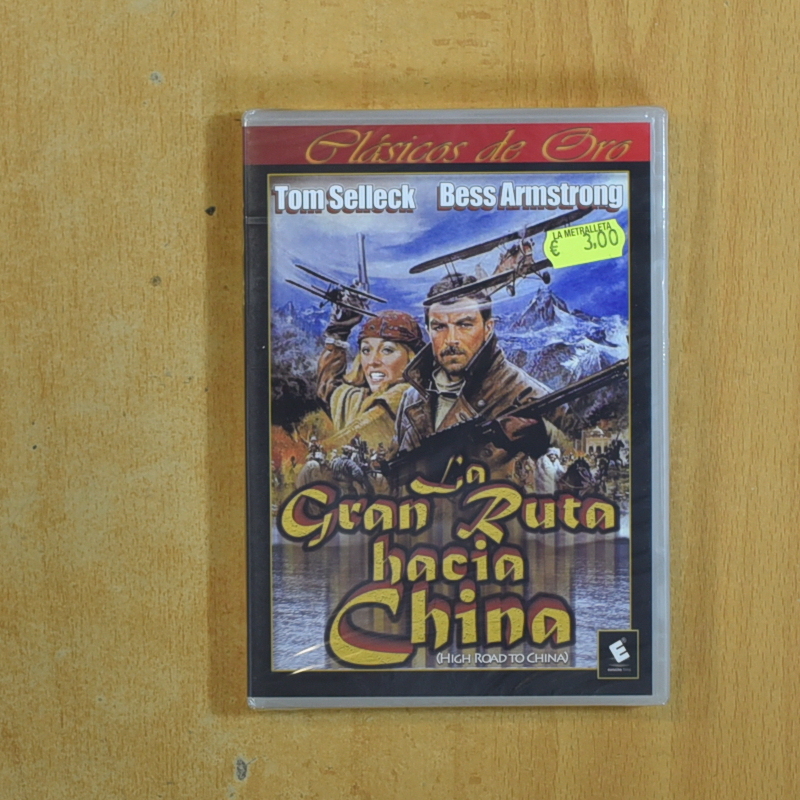 Clásicos de Oro
Tom Selleck Bess Armstrong
LA METRALLETA
€ 3.00
La
Gran Ruta
hacia
China
(HIGH ROAD TO CHINA)
E